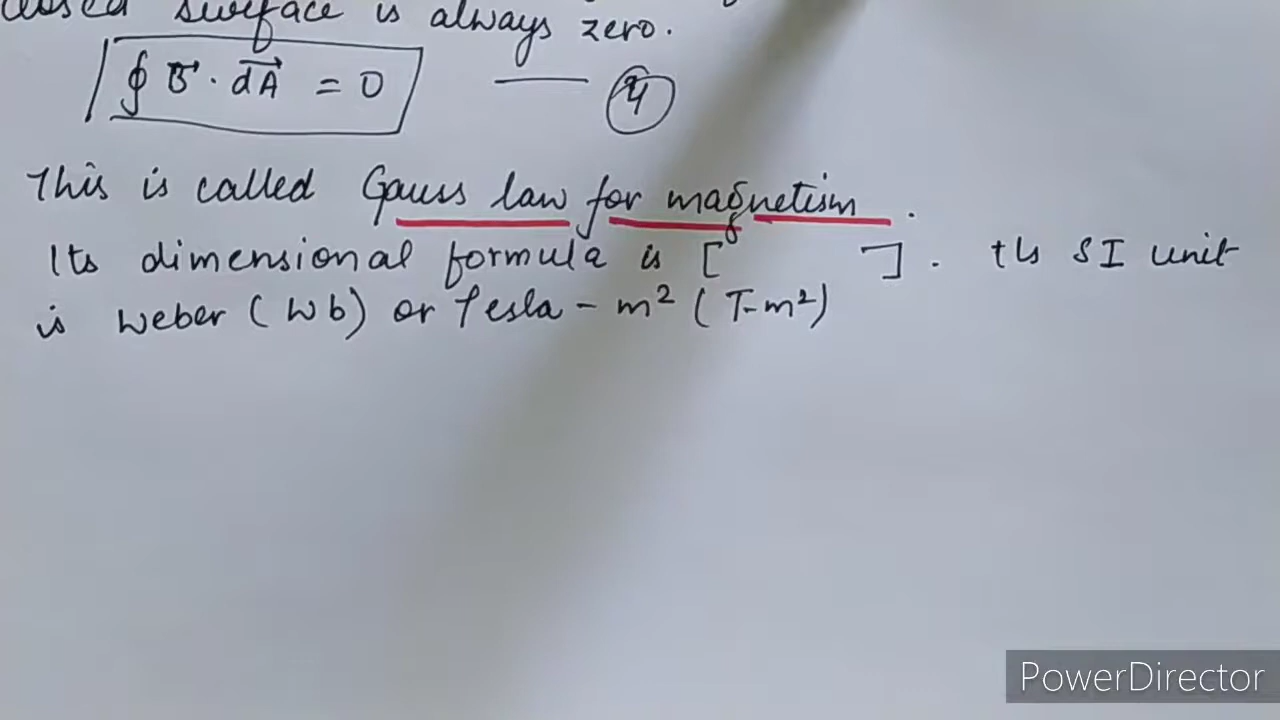 surface is always zero.
∮ B⃗ · dA⃗ = 0 —— (4)
This is called Gauss law for magnetism.
Its dimensional formula is [ ]. Its SI unit
is Weber (Wb) or Tesla - m² (T-m²)
PowerDirector